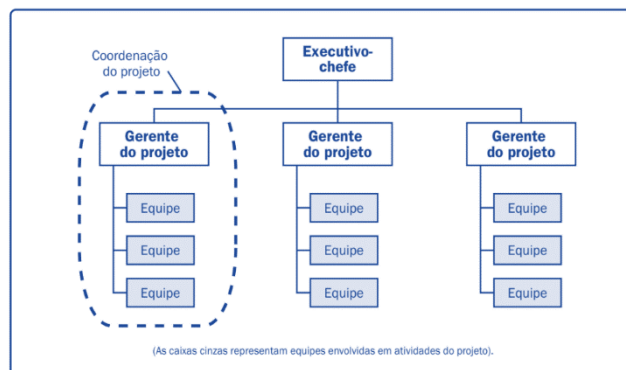 Coordenação
do projeto
Executivo-
chefe
Gerente
do projeto
Gerente
do projeto
Gerente
do projeto
Equipe
Equipe
Equipe
Equipe
Equipe
Equipe
Equipe
Equipe
Equipe
(As caixas cinzas representam equipes envolvidas em atividades do projeto).